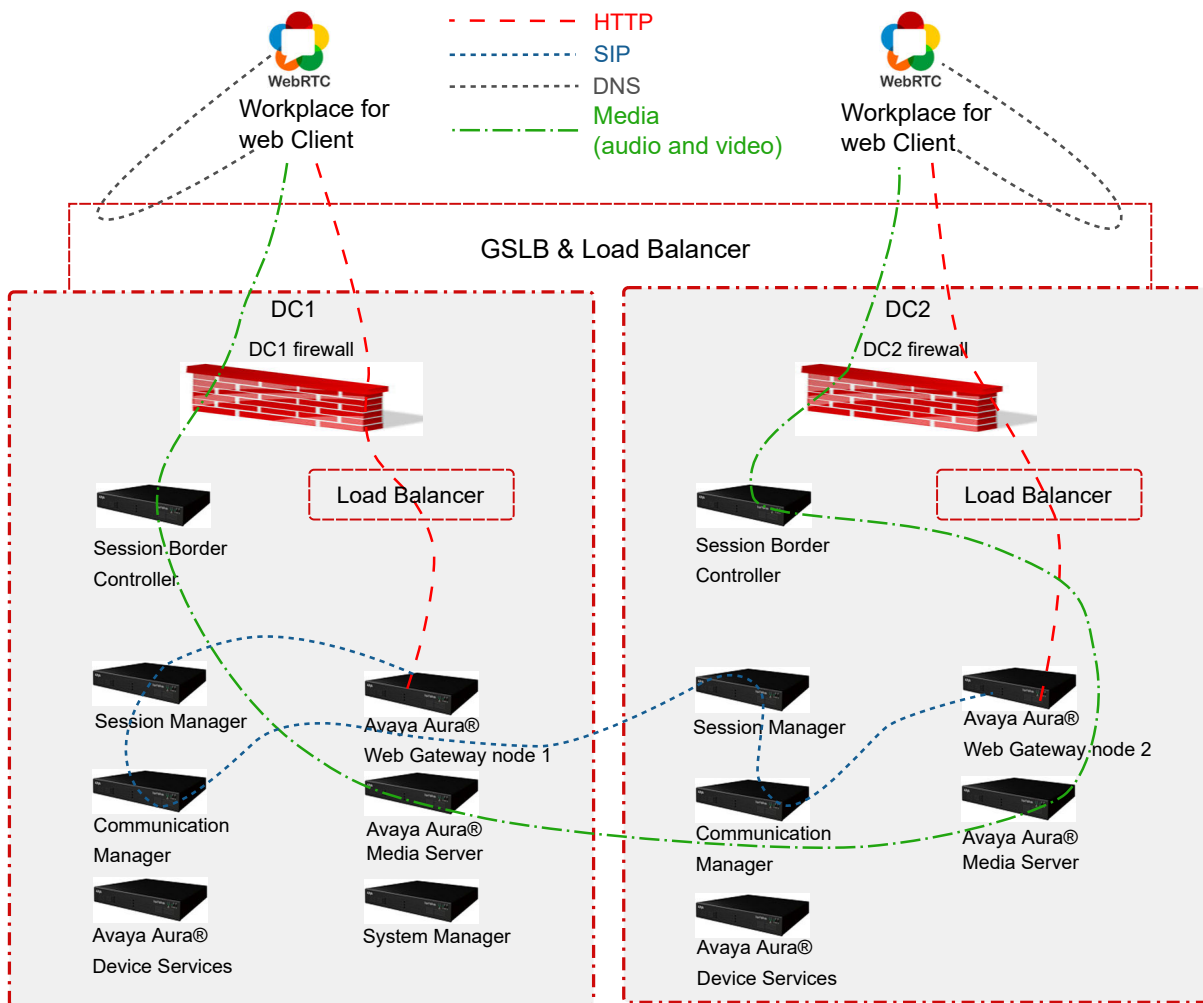 HTTP
SIP
DNS
Media
(audio and video)
WebRTC
Workplace for
web Client
WebRTC
Workplace for
web Client
GSLB & Load Balancer
DC1
DC1 firewall
Load Balancer
Session Border
Controller
Session Manager
Avaya Aura®
Web Gateway node 1
Communication
Manager
Avaya Aura®
Media Server
Avaya Aura®
Device Services
System Manager
DC2
DC2 firewall
Load Balancer
Session Border
Controller
Session Manager
Avaya Aura®
Web Gateway node 2
Communication
Manager
Avaya Aura®
Media Server
Avaya Aura®
Device Services